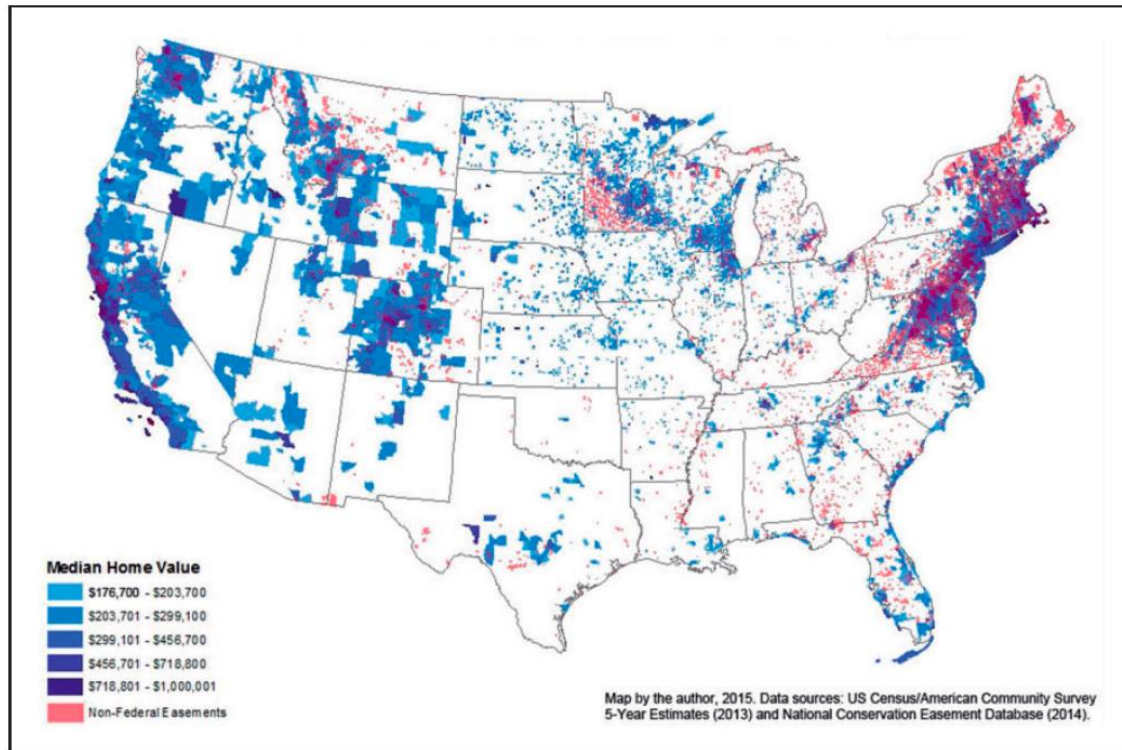 Median Home Value
$176,700 - $203,700
$203,701 - $299,100
$299,101 - $456,700
$456,701 - $718,800
$718,801 - $1,000,001
Non-Federal Easements
Map by the author, 2015. Data sources: US Census/American Community Survey
5-Year Estimates (2013) and National Conservation Easement Database (2014).